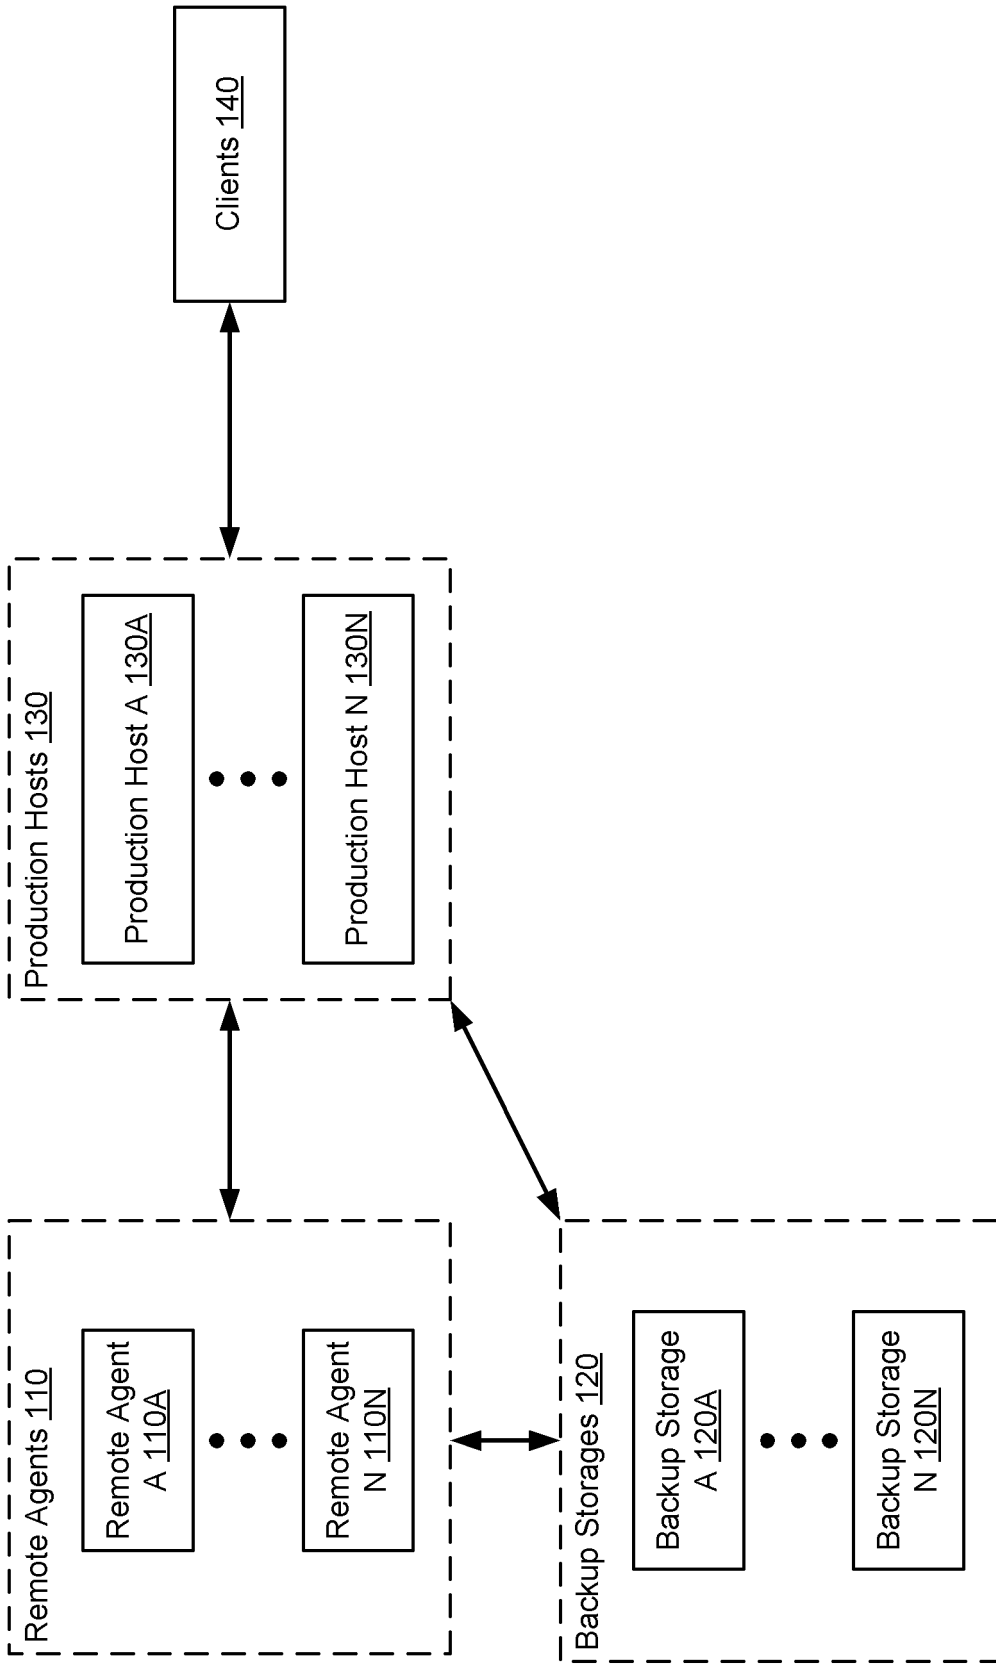 Remote Agents 110
Remote Agent
A 110A
Remote Agent
N 110N
Production Hosts 130
Production Host A 130A
Production Host N 130N
Clients 140
Backup Storages 120
Backup Storage
A 120A
Backup Storage
N 120N